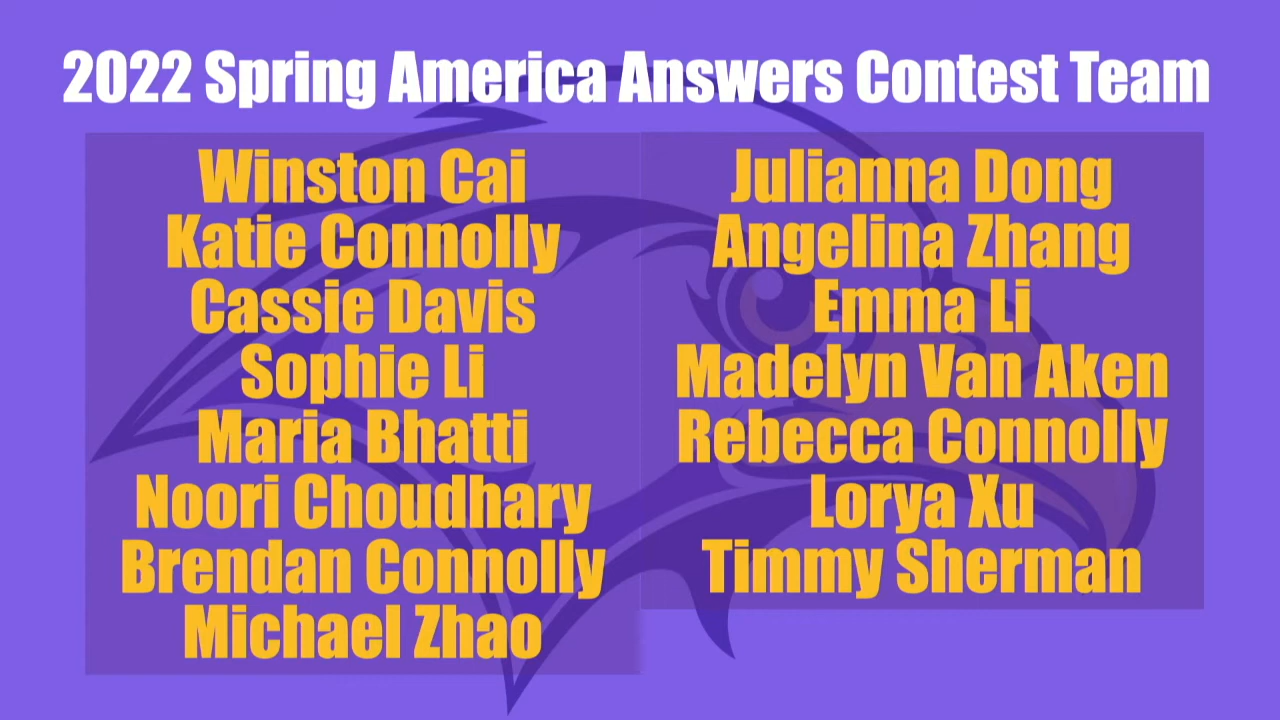 2022 Spring America Answers Contest Team
Winston Cai
Katie Connolly
Cassie Davis
Sophie Li
Maria Bhatti
Noori Choudhary
Brendan Connolly
Michael Zhao
Julianna Dong
Angelina Zhang
Emma Li
Madelyn Van Aken
Rebecca Connolly
Lorya Xu
Timmy Sherman